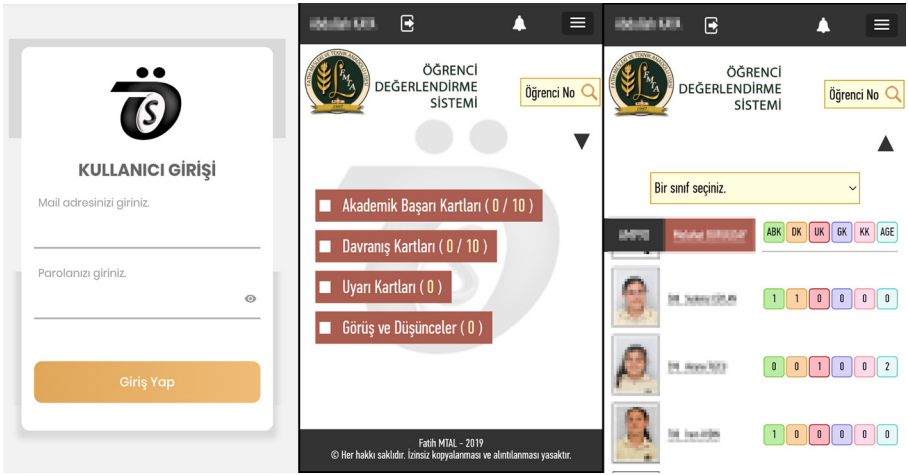 ÖS
KULLANICI GİRİŞİ
Mail adresinizi giriniz.
Parolanızı giriniz.
Giriş Yap
ÖĞRENCİ
DEĞERLENDİRME
SİSTEMİ
Öğrenci No
▼
Akademik Başarı Kartları ( 0 / 10 )
Davranış Kartları ( 0 / 10 )
Uyarı Kartları ( 0 )
Görüş ve Düşünceler ( 0 )
Fatih MTAL - 2019
© Her hakkı saklıdır. İzinsiz kopyalanması ve alıntılanması yasaktır.
ÖĞRENCİ
DEĞERLENDİRME
SİSTEMİ
Öğrenci No
▲
Bir sınıf seçiniz.
ABK DK UK GK KK AGE
1 1 0 0 0 0
0 0 1 0 0 2
1 0 0 0 0 0